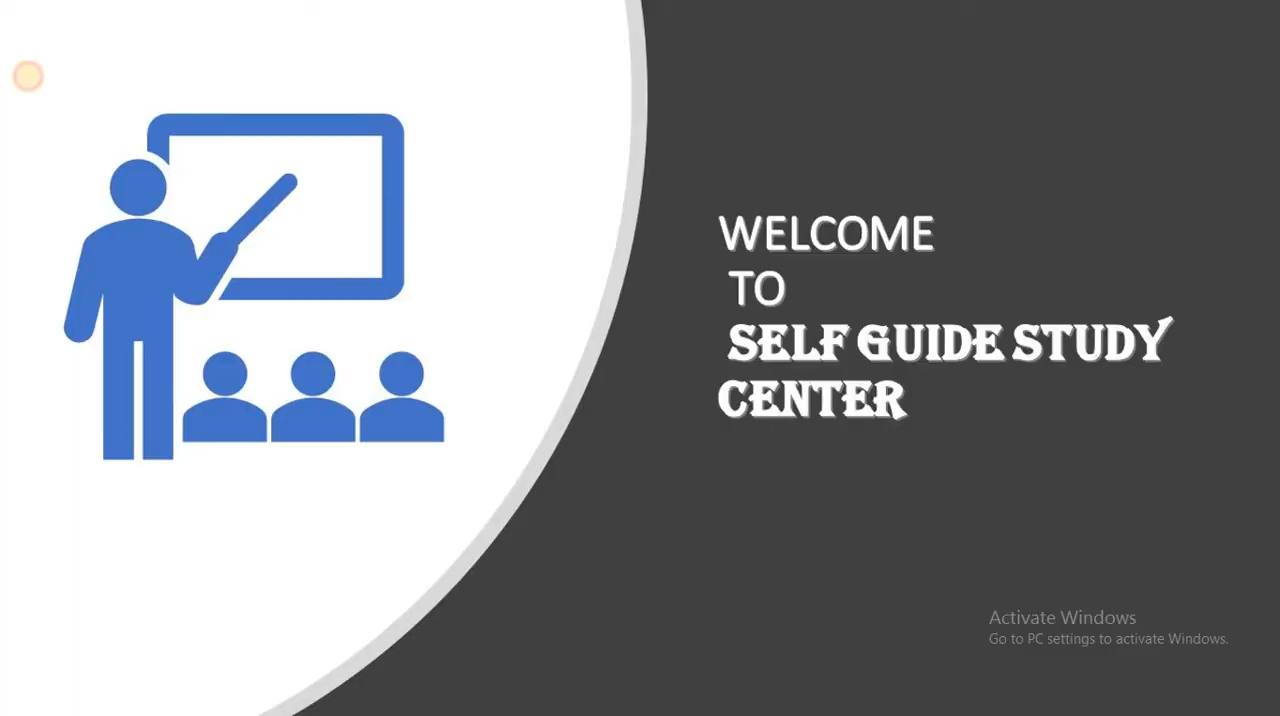 WELCOME
TO
SELF GUIDE STUDY
CENTER
Activate Windows
Go to PC settings to activate Windows.